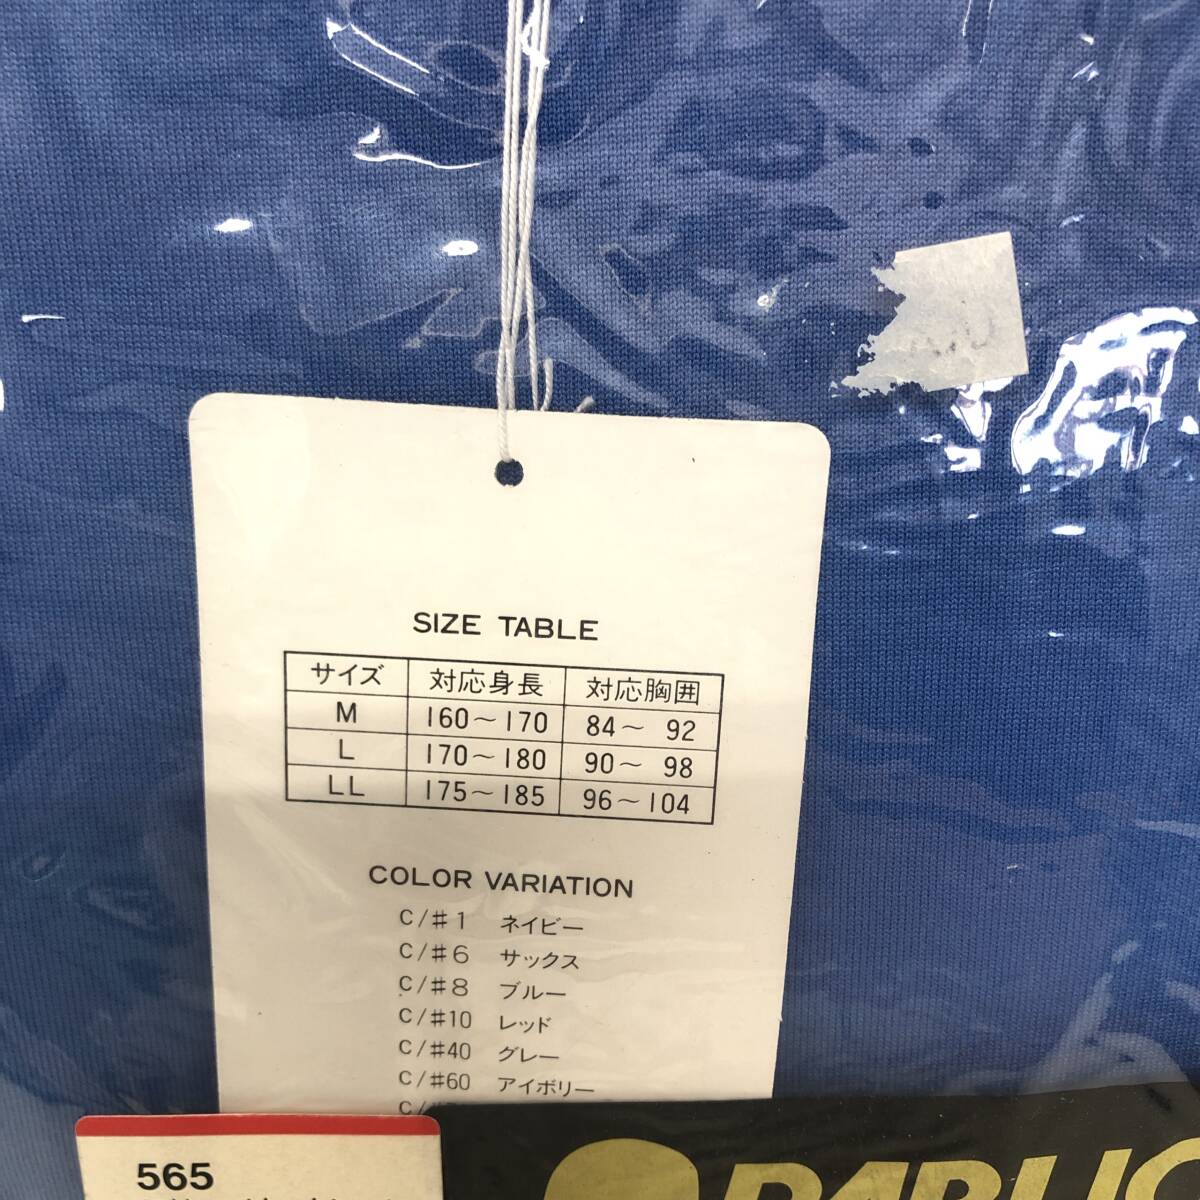 SIZE TABLE
サイズ 対応身長 対応胸囲
M 160～170 84～ 92
L 170～180 90～ 98
LL 175～185 96～104
COLOR VARIATION
C/#1 ネイビー
C/#6 サックス
C/#8 ブルー
C/#10 レッド
C/#40 グレー
C/#60 アイボリー
565